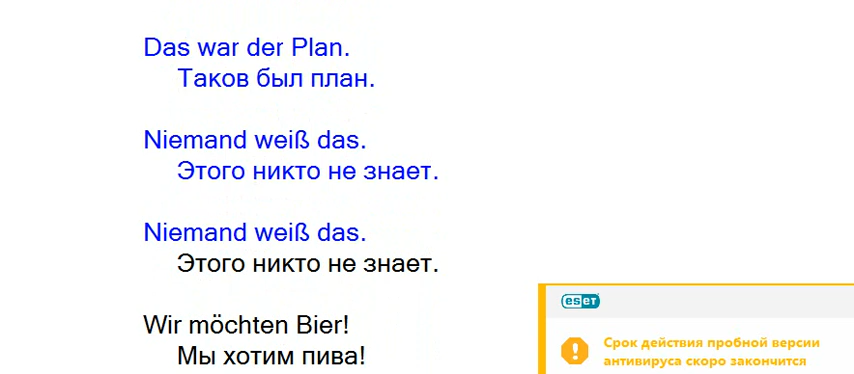 Das war der Plan.
Таков был план.
Niemand weiß das.
Этого никто не знает.
Niemand weiß das.
Этого никто не знает.
Wir möchten Bier!
Мы хотим пива!
eseт
Срок действия пробной версии
антивируса скоро закончится